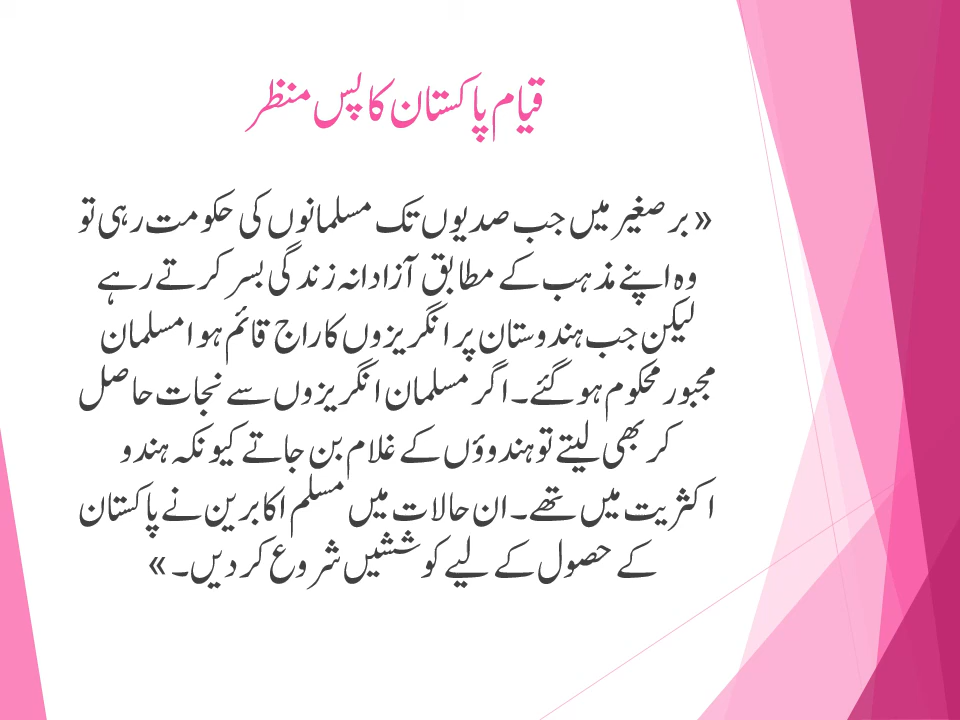 قیام پاکستان کا پس منظر
« بر صغیر میں جب صدیوں تک مسلمانوں کی حکومت رہی تو
وہ اپنے مذہب کے مطابق آزادانہ زندگی بسر کرتے رہے
لیکن جب ہندوستان پر انگریزوں کا راج قائم ہوا مسلمان
مجبور محکوم ہو گئے۔ اگر مسلمان انگریزوں سے نجات حاصل
کر بھی لیتے تو ہندوؤں کے غلام بن جاتے کیونکہ ہندو
اکثریت میں تھے۔ ان حالات میں مسلم اکابرین نے پاکستان
کے حصول کے لیے کوششیں شروع کر دیں۔ »